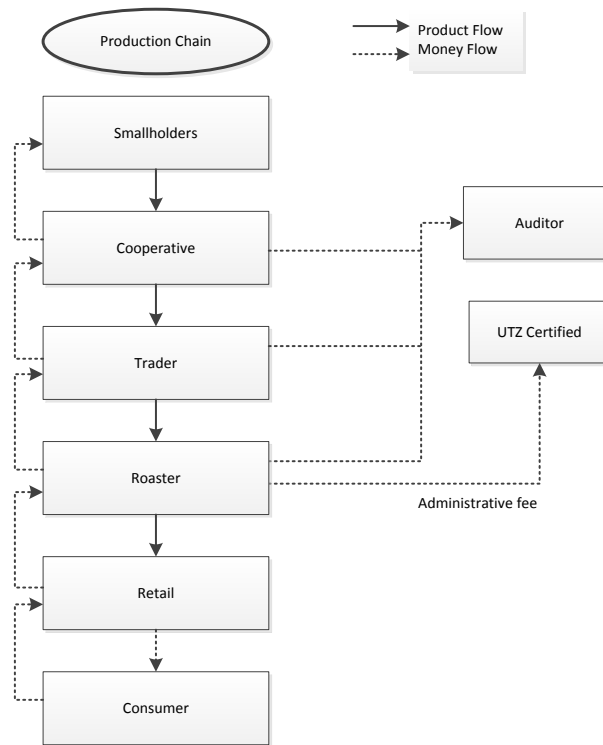 Production Chain
Product Flow
Money Flow
Smallholders
Cooperative
Auditor
Trader
UTZ Certified
Roaster
Administrative fee
Retail
Consumer